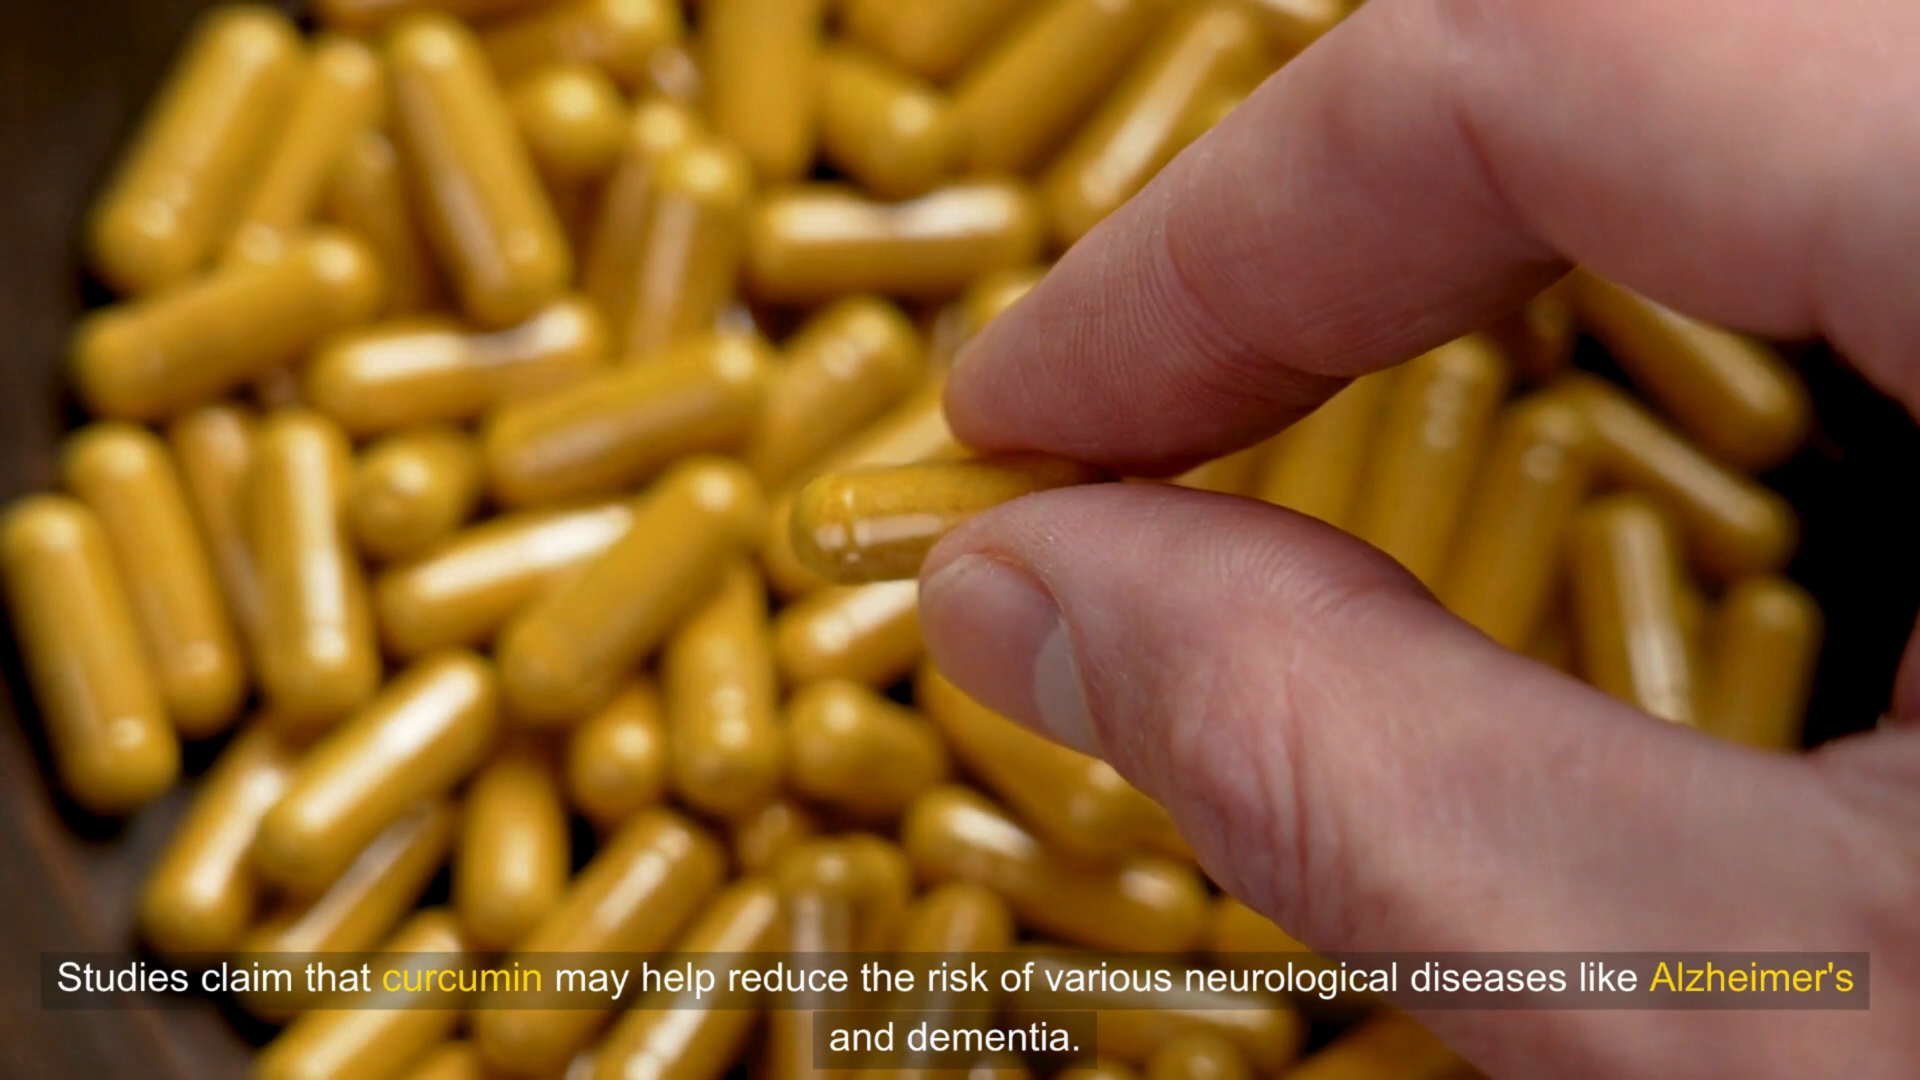 Studies claim that curcumin may help reduce the risk of various neurological diseases like Alzheimer's
and dementia.